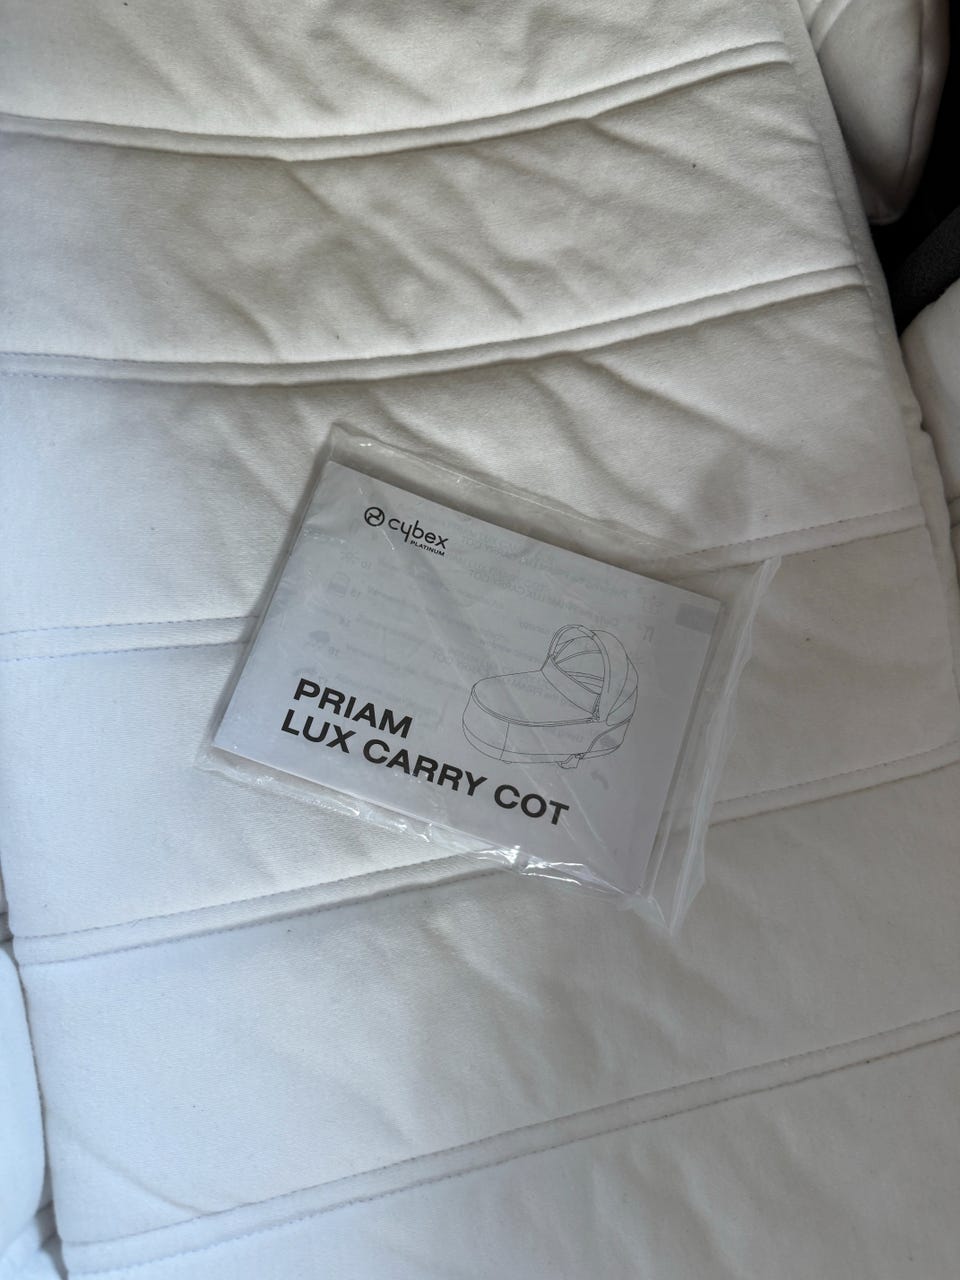 cybex
PLATINUM
PRIAM
LUX CARRY COT